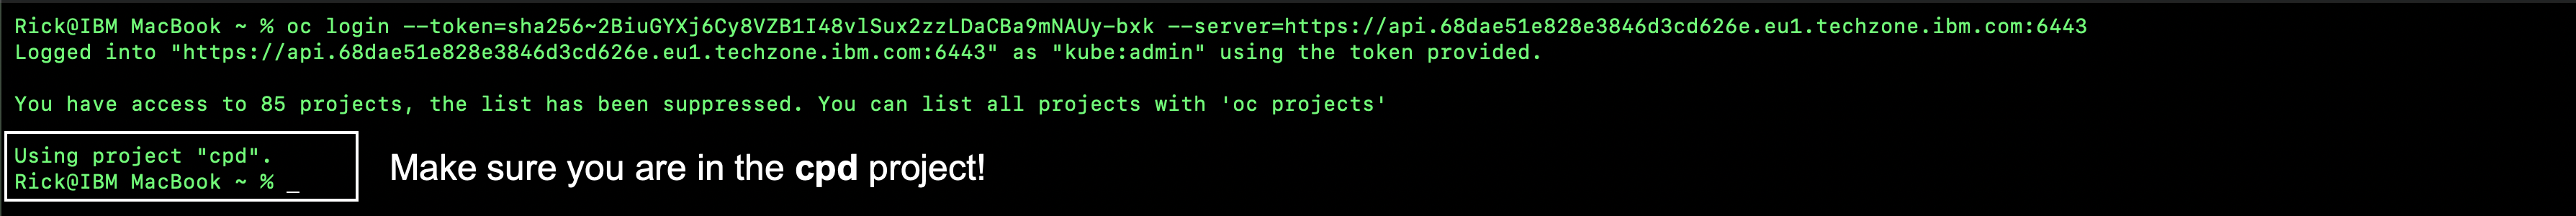 Rick@IBM MacBook ~ % oc login --token=sha256~2BiuGYXj6Cy8VZB1I48vlSux2zzLDaCBa9mNAUy-bxk --server=https://api.68dae51e828e3846d3cd626e.eu1.techzone.ibm.com:6443
Logged into "https://api.68dae51e828e3846d3cd626e.eu1.techzone.ibm.com:6443" as "kube:admin" using the token provided.
You have access to 85 projects, the list has been suppressed. You can list all projects with 'oc projects'
Using project "cpd".
Rick@IBM MacBook ~ % _
Make sure you are in the cpd project!